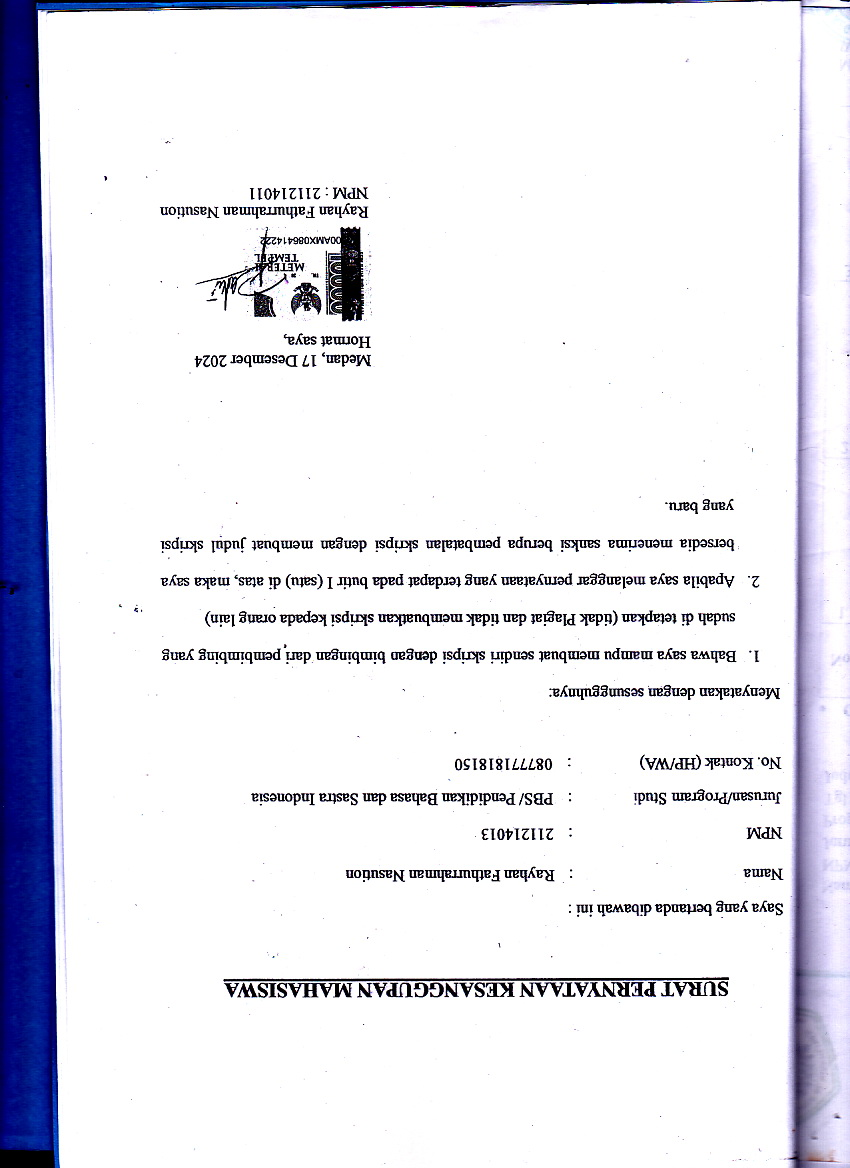 SURAT PERNYATAAN KESANGGUPAN MAHASISWA
Saya yang bertanda dibawah ini :
Nama : Rayhan Fathurrahman Nasution
NPM : 211214013
Jurusan/Program Studi : PBS/ Pendidikan Bahasa dan Sastra Indonesia
No. Kontak (HP/WA) : 087771818150
Menyatakan dengan sesungguhnya:
1. Bahwa saya mampu membuat sendiri skripsi dengan bimbingan dari pembimbing yang
sudah di tetapkan (tidak Plagiat dan tidak membuatkan skripsi kepada orang lain)
2. Apabila saya melanggar pernyataan yang terdapat pada butir I (satu) di atas, maka saya
bersedia menerima sanksi berupa pembatalan skripsi dengan membuat judul skripsi
yang baru.
Medan, 17 Desember 2024
Hormat saya,
10000
METERAI
TEMPEL
Rayhan Fathurrahman Nasution
NPM : 211214011